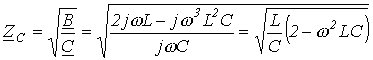 Z_C = √(B/C) = √((2jωL − jω³L²C)/(jωC)) = √(L/C (2 − ω²LC))